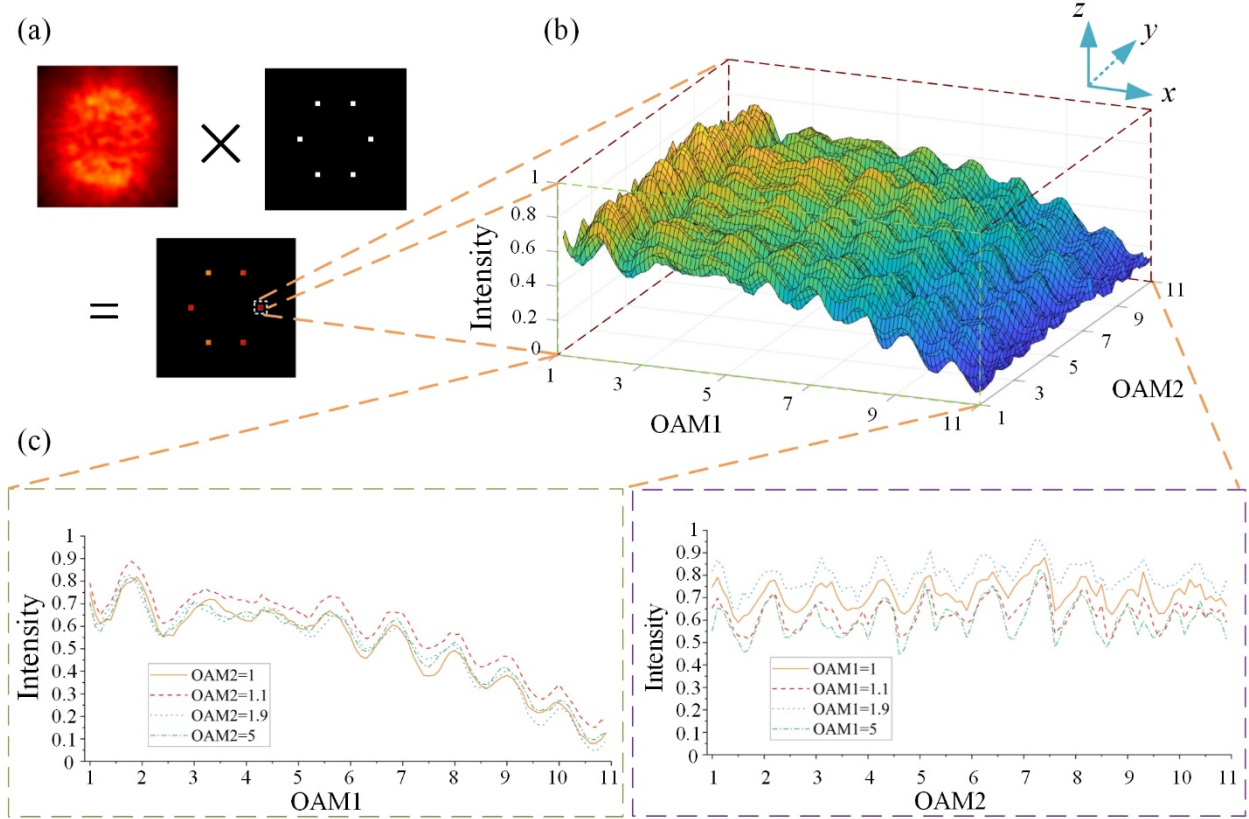 (a)
×
=
(b)
z
y
x
Intensity
1
0.8
0.6
0.4
0.2
0
1
3
5
7
9
11
OAM1
1
3
5
7
9
11
OAM2
(c)
Intensity
1
0.9
0.8
0.7
0.6
0.5
0.4
0.3
0.2
0.1
0
OAM2=1
OAM2=1.1
OAM2=1.9
OAM2=5
1 2 3 4 5 6 7 8 9 10 11
OAM1
Intensity
1
0.9
0.8
0.7
0.6
0.5
0.4
0.3
0.2
0.1
0
OAM1=1
OAM1=1.1
OAM1=1.9
OAM1=5
1 2 3 4 5 6 7 8 9 10 11
OAM2